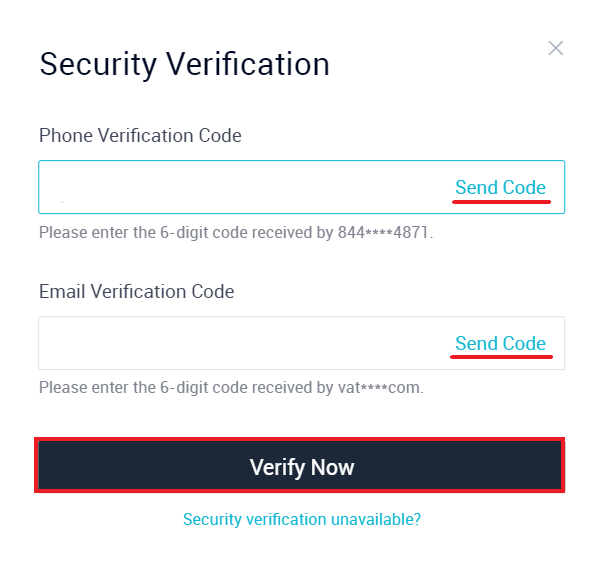 Security Verification
Phone Verification Code
Send Code
Please enter the 6-digit code received by 844****4871.
Email Verification Code
Send Code
Please enter the 6-digit code received by vat****com.
Verify Now
Security verification unavailable?